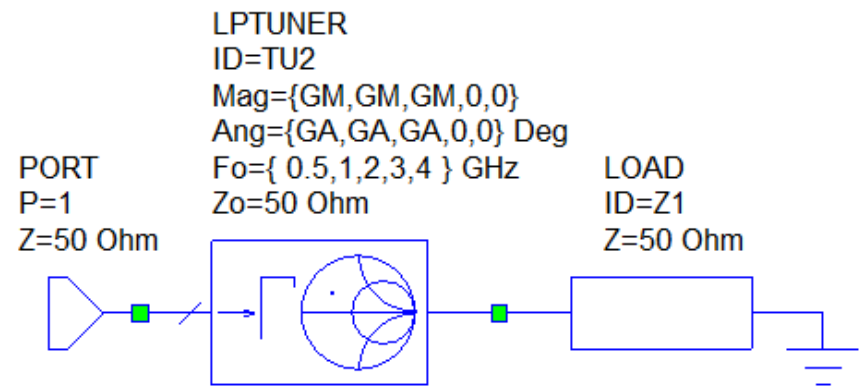 LPTUNER
ID=TU2
Mag={GM,GM,GM,0,0}
Ang={GA,GA,GA,0,0} Deg
Fo={ 0.5,1,2,3,4 } GHz
Zo=50 Ohm
PORT
P=1
Z=50 Ohm
LOAD
ID=Z1
Z=50 Ohm